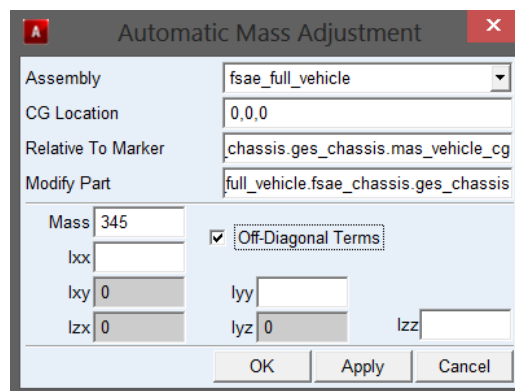 Automatic Mass Adjustment
Assembly fsae_full_vehicle
CG Location 0,0,0
Relative To Marker .chassis.ges_chassis.mas_vehicle_cg
Modify Part full_vehicle.fsae_chassis.ges_chassis
Mass 345 Off-Diagonal Terms
Ixx
Ixy 0 Iyy
Izx 0 Iyz 0 Izz
OK Apply Cancel